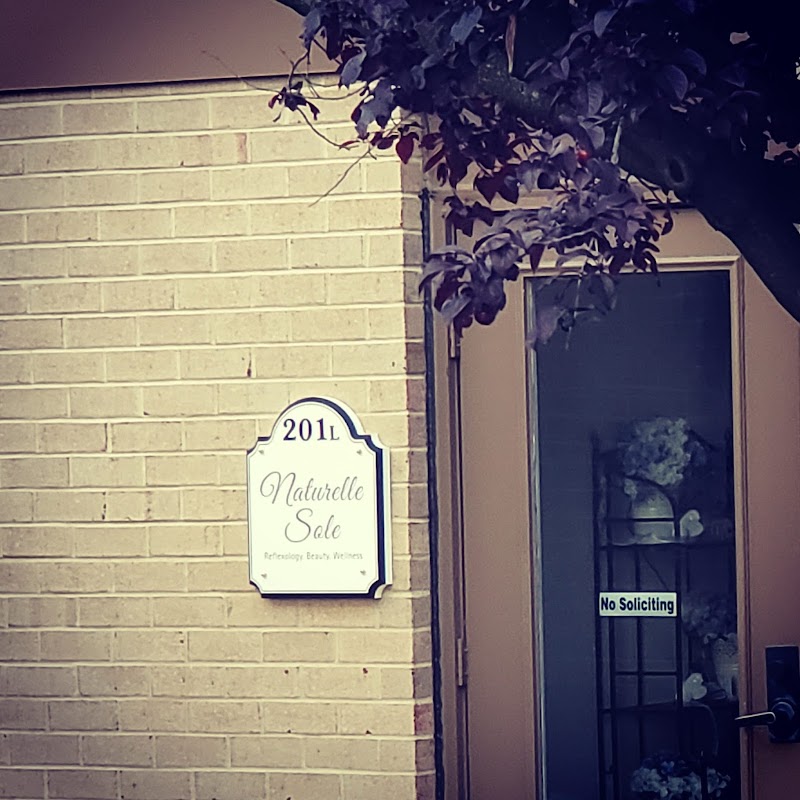 201L
Naturelle
Sole
Reflexology. Beauty. Wellness
No Soliciting